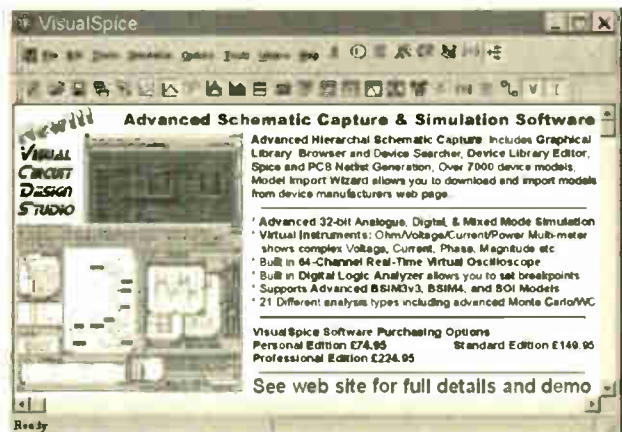 VisualSpice
New!!!
Advanced Schematic Capture & Simulation Software
VISUAL
CIRCUIT
DESIGN
STUDIO
Advanced Hierarchal Schematic Capture. Includes Graphical
Library Browser and Device Searcher, Device Library Editor,
Spice and PCB Netlist Generation, Over 7000 device models,
Model Import Wizard allows you to download and import models
from device manufacturers web page.
* Advanced 32-bit Analogue, Digital, & Mixed Mode Simulation
* Virtual Instruments: Ohm/Voltage/Current/Power Multi-meter
shows complex Voltage, Current, Phase, Magnitude etc
* Built in 64-Channel Real-Time Virtual Oscilloscope
* Built in Digital Logic Analyzer allows you to set breakpoints
* Supports Advanced BSIM3v3, BSIM4, and SOI Models
* 21 Different analysis types including advanced Monte Carlo/WC
VisualSpice Software Purchasing Options
Personal Edition £74.95 Standard Edition £149.95
Professional Edition £224.95
See web site for full details and demo
Ready